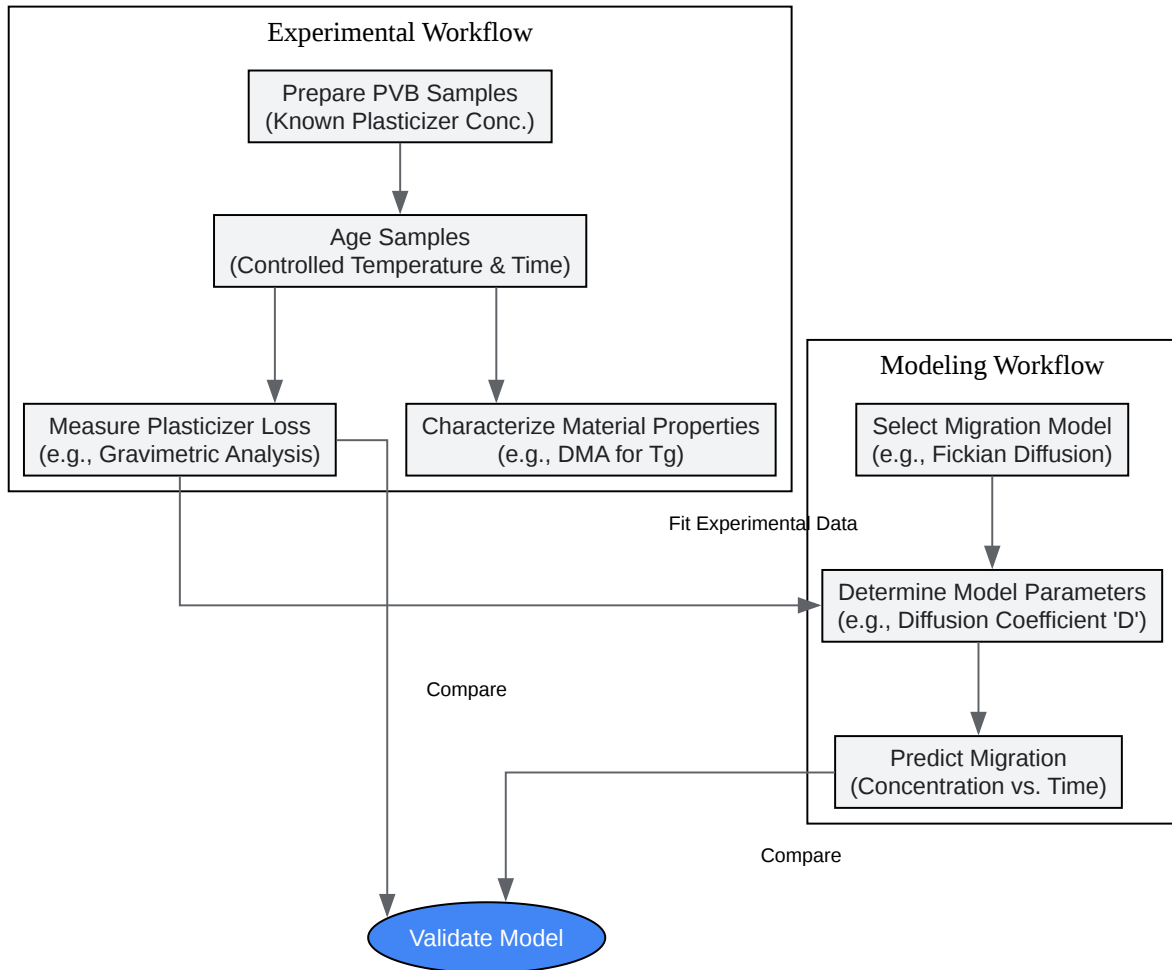 Experimental Workflow
Prepare PVB Samples
(Known Plasticizer Conc.)
Age Samples
(Controlled Temperature & Time)
Measure Plasticizer Loss
(e.g., Gravimetric Analysis)
Characterize Material Properties
(e.g., DMA for Tg)
Modeling Workflow
Select Migration Model
(e.g., Fickian Diffusion)
Fit Experimental Data
Determine Model Parameters
(e.g., Diffusion Coefficient 'D')
Compare
Predict Migration
(Concentration vs. Time)
Compare
Validate Model